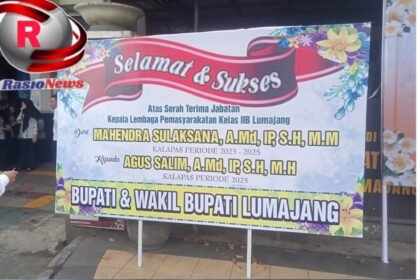 R
RasioNews
Selamat & Sukses
Atas Serah Terima Jabatan
Kepala Lembaga Pemasyarakatan Kelas IIB Lumajang
Dari
MAHENDRA SULAKSANA, A.Md, IP, S.H, M.M
KALAPAS PERIODE 2023 - 2025
Kepada
AGUS SALIM, A.Md, IP, S.H, M.H
KALAPAS PERIODE 2025
BUPATI & WAKIL BUPATI LUMAJANG